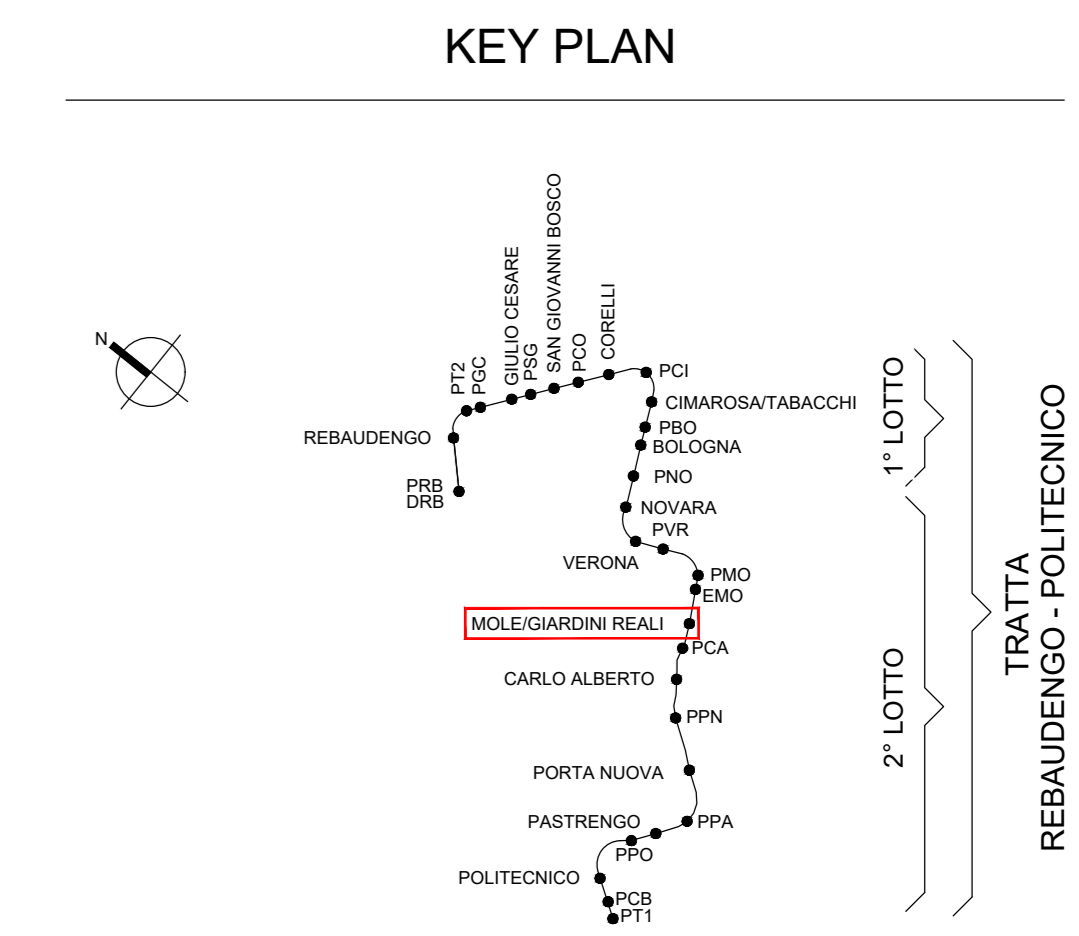 KEY PLAN
N
PT2
PGC
GIULIO CESARE
PSG
SAN GIOVANNI BOSCO
PCO
CORELLI
PCI
CIMAROSA/TABACCHI
REBAUDENGO
PBO
BOLOGNA
PRB
DRB
PNO
NOVARA
PVR
VERONA
PMO
EMO
MOLE/GIARDINI REALI
PCA
CARLO ALBERTO
PPN
PORTA NUOVA
PASTRENGO
PPA
PPO
POLITECNICO
PCB
PT1
1° LOTTO
2° LOTTO
TRATTA
REBAUDENGO - POLITECNICO